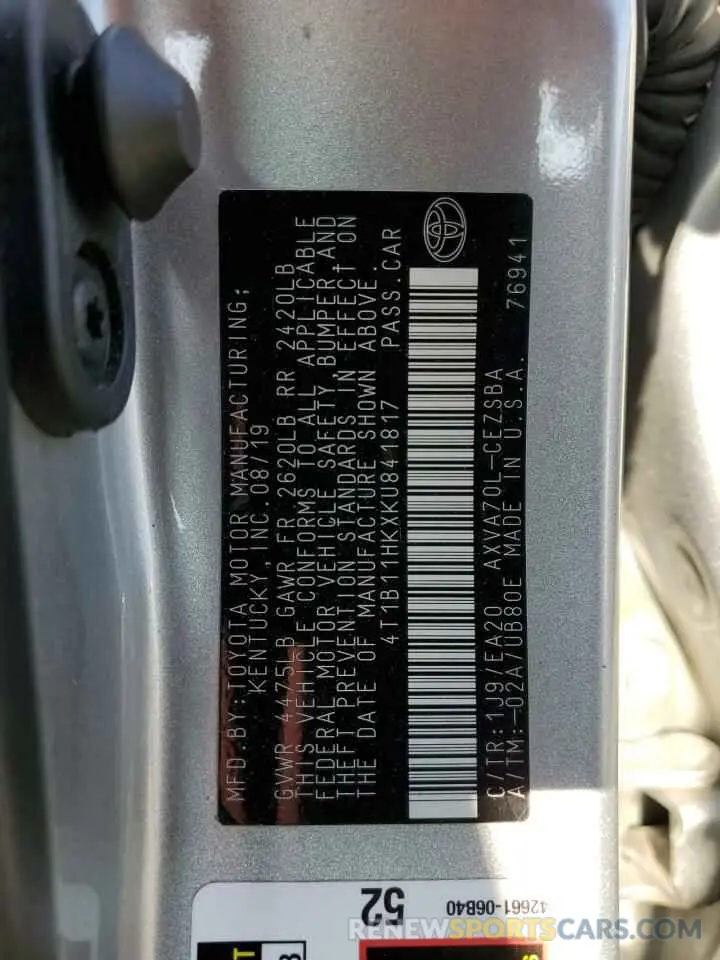 MFD.BY:TOYOTA MOTOR MANUFACTURING;
KENTUCKY, INC. 08/19
GVWR 4475LB GAWR FR 2620LB RR 2420LB
THIS VEHICLE CONFORMS TO ALL APPLICABLE
FEDERAL MOTOR VEHICLE SAFETY, BUMPER, AND
THEFT PREVENTION STANDARDS IN EFFECT ON
THE DATE OF MANUFACTURE SHOWN ABOVE.
4T1B11HKXKU841817 PASS.CAR
C/TR:1J9/EA20 AXVA70L-CEZSBA
A/TM:-02A/UB80E MADE IN U.S.A. 76941
52
42661-06B40
RENEWSPORTSCARS.COM